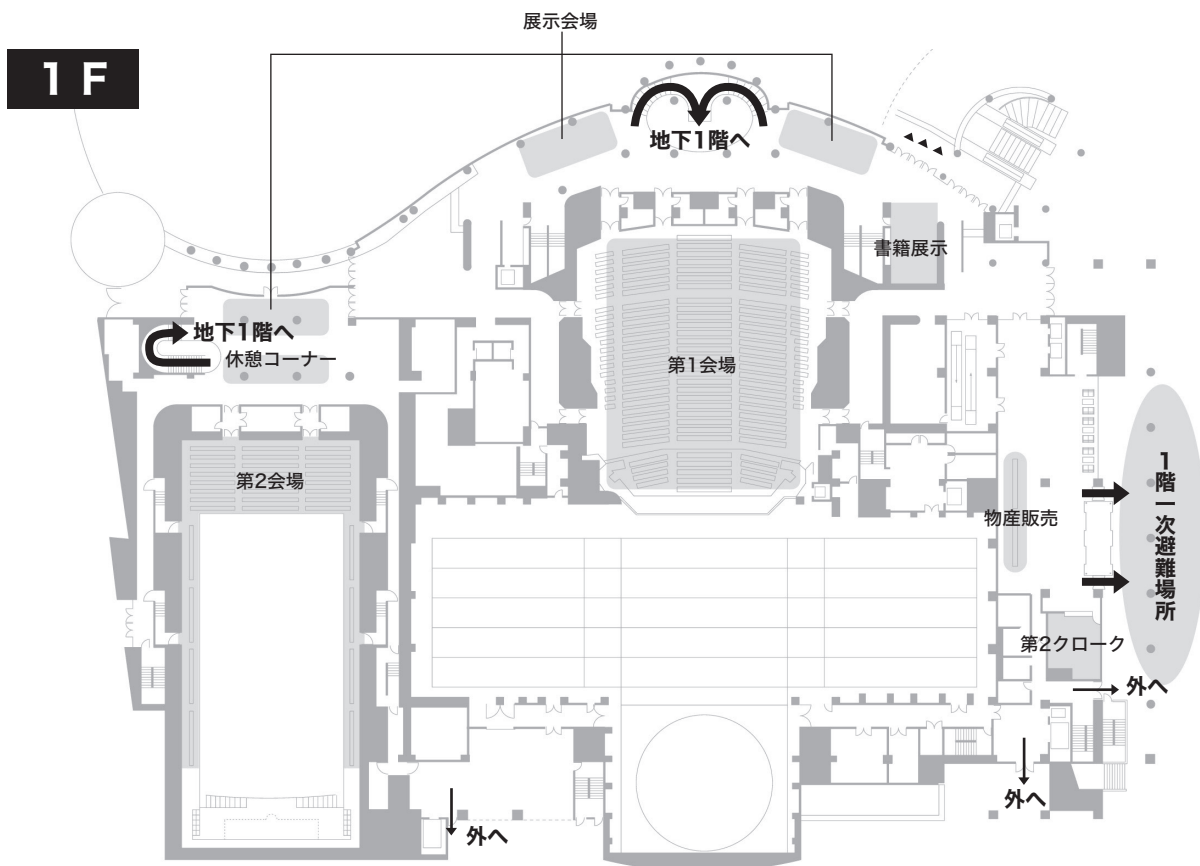 展示会場
1F
地下1階へ
書籍展示
地下1階へ
休憩コーナー
第1会場
第2会場
物産販売
1階一次避難場所
第2クローク
外へ
外へ
外へ